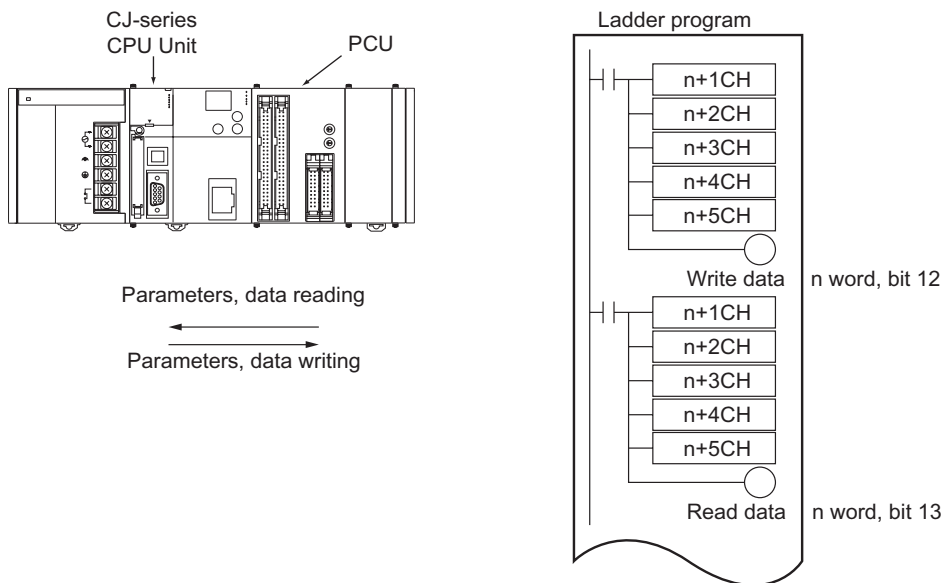 CJ-series
CPU Unit
PCU
Parameters, data reading
Parameters, data writing
Ladder program
n+1CH
n+2CH
n+3CH
n+4CH
n+5CH
Write data n word, bit 12
n+1CH
n+2CH
n+3CH
n+4CH
n+5CH
Read data n word, bit 13